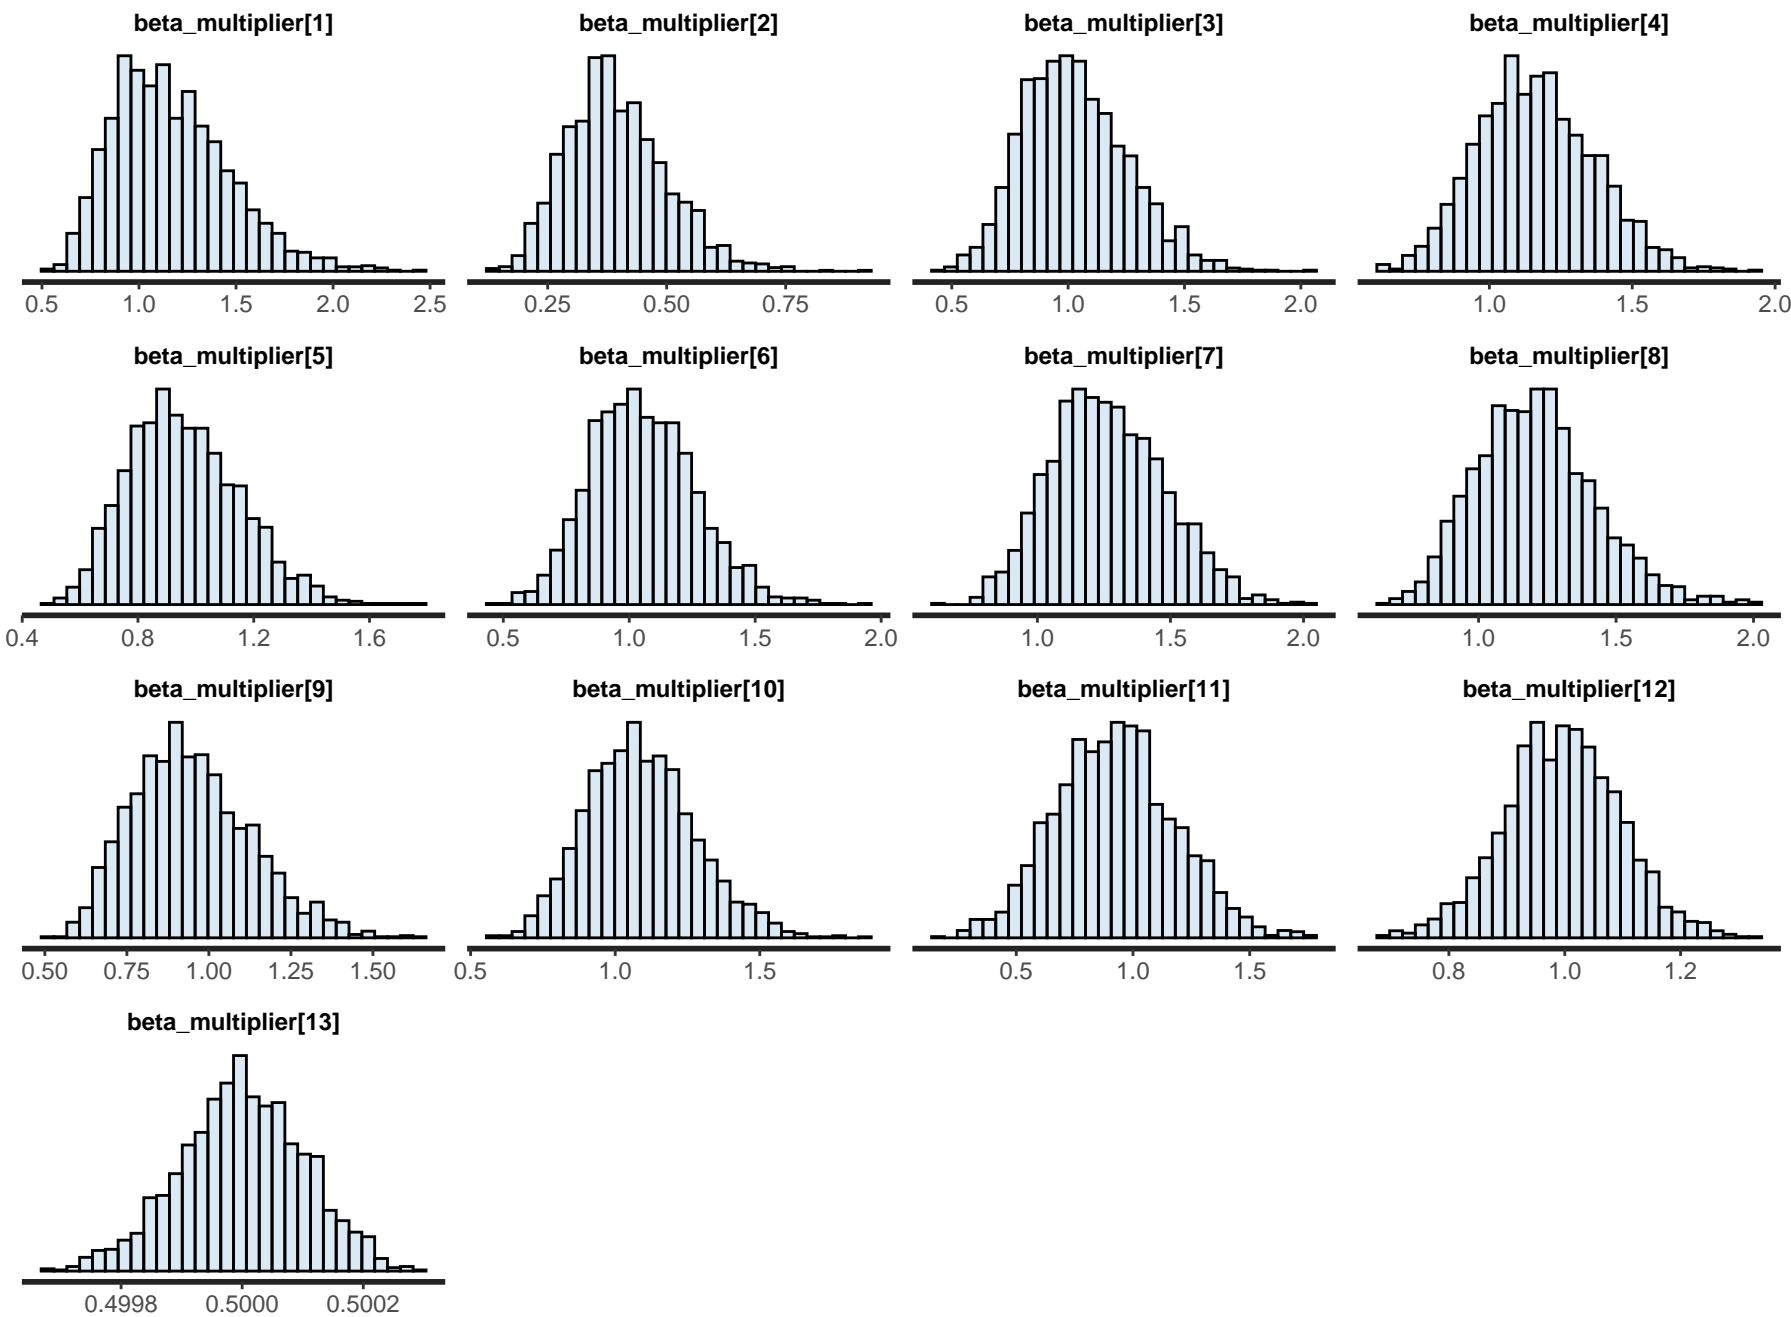 beta_multiplier[1] beta_multiplier[2] beta_multiplier[3] beta_multiplier[4]
0.5 1.0 1.5 2.0 2.5 0.25 0.50 0.75 0.5 1.0 1.5 2.0 1.0 1.5 2.0
beta_multiplier[5] beta_multiplier[6] beta_multiplier[7] beta_multiplier[8]
0.4 0.8 1.2 1.6 0.5 1.0 1.5 2.0 1.0 1.5 2.0 1.0 1.5 2.0
beta_multiplier[9] beta_multiplier[10] beta_multiplier[11] beta_multiplier[12]
0.50 0.75 1.00 1.25 1.50 0.5 1.0 1.5 0.5 1.0 1.5 0.8 1.0 1.2
beta_multiplier[13]
0.4998 0.5000 0.5002